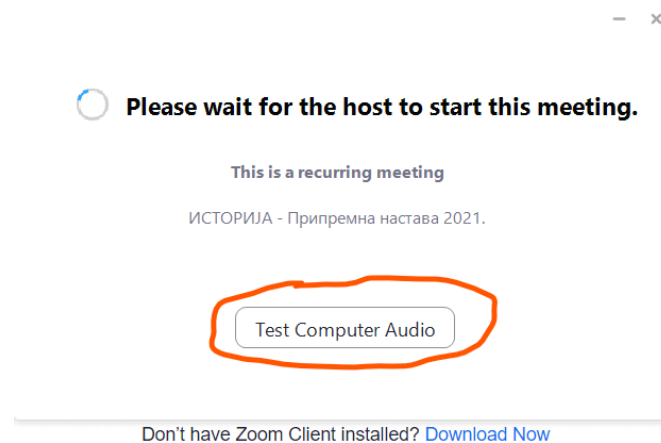 Please wait for the host to start this meeting.
This is a recurring meeting
ИСТОРИЈА - Припремна настава 2021.
Test Computer Audio
Don't have Zoom Client installed? Download Now